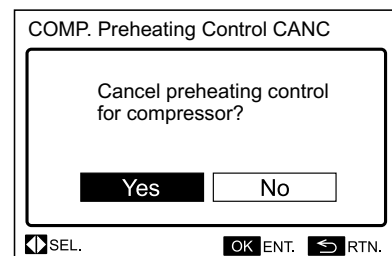 COMP. Preheating Control CANC
Cancel preheating control
for compressor?
Yes No
SEL. OK ENT. RTN.